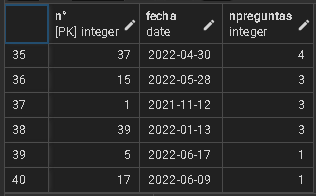 n° fecha npreguntas
[PK] integer date integer
35 37 2022-04-30 4
36 15 2022-05-28 3
37 1 2021-11-12 3
38 39 2022-01-13 3
39 5 2022-06-17 1
40 17 2022-06-09 1